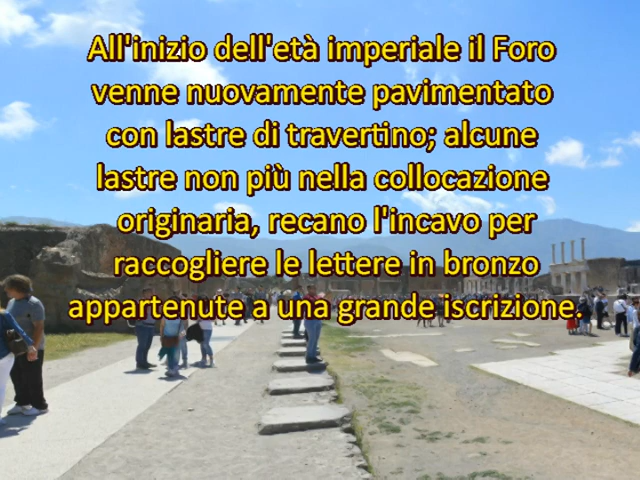 All'inizio dell'età imperiale il Foro
venne nuovamente pavimentato
con lastre di travertino; alcune
lastre non più nella collocazione
originaria, recano l'incavo per
raccogliere le lettere in bronzo
appartenute a una grande iscrizione.